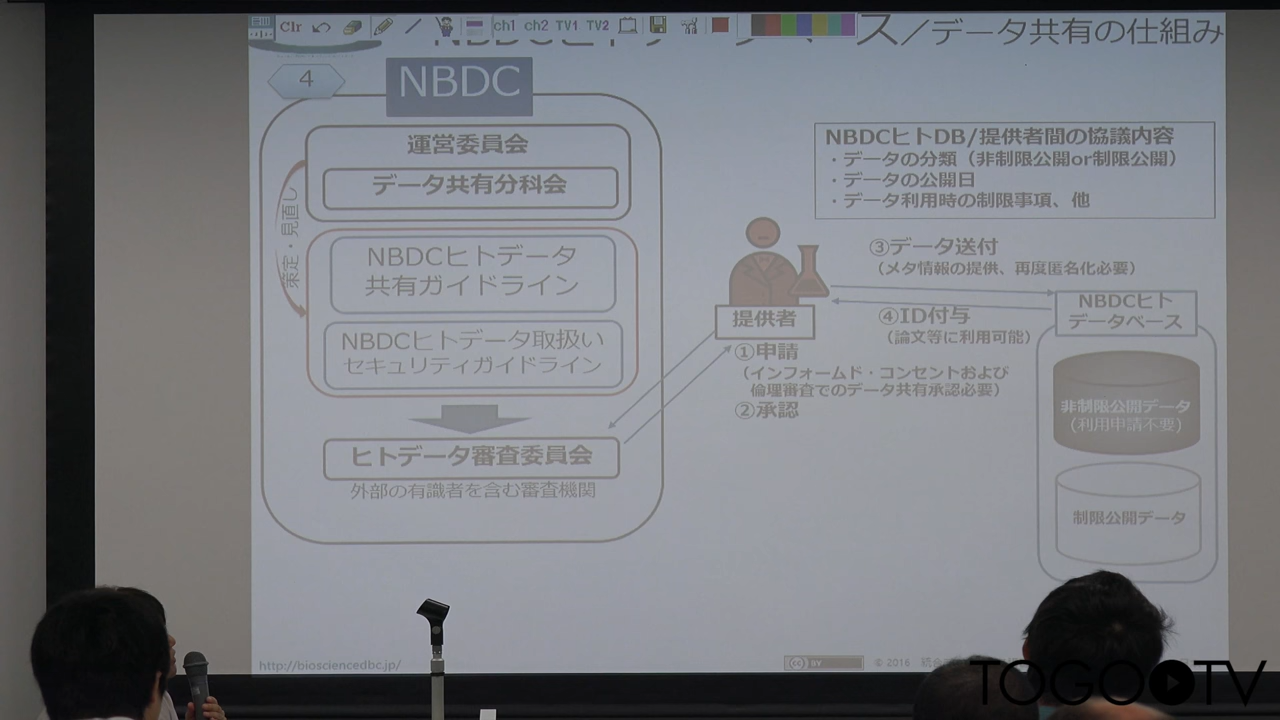 Clr ch1 ch2 TV1 TV2
ス/データ共有の仕組み
4
NBDC
運営委員会
データ共有分科会
策定・見直し
NBDCヒトデータ
共有ガイドライン
NBDCヒトデータ取扱い
セキュリティガイドライン
ヒトデータ審査委員会
外部の有識者を含む審査機関
NBDCヒトDB/提供者間の協議内容
・データの分類(非制限公開or制限公開)
・データの公開日
・データ利用時の制限事項、他
③データ送付
(メタ情報の提供、再度匿名化必要)
④ID付与
(論文等に利用可能)
提供者
①申請
(インフォームド・コンセントおよび
倫理審査でのデータ共有承認必要)
②承認
NBDCヒト
データベース
非制限公開データ
(利用申請不要)
制限公開データ
http://biosciencedbc.jp/
cc BY
© 2016
TOGO TV